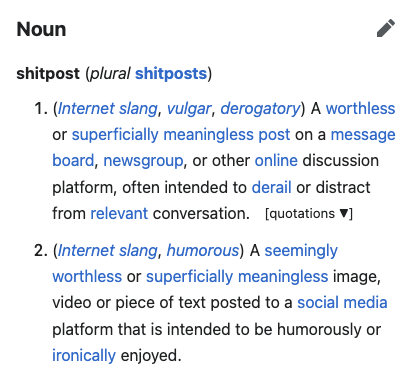 Noun
shitpost (plural shitposts)
1. (Internet slang, vulgar, derogatory) A worthless
or superficially meaningless post on a message
board, newsgroup, or other online discussion
platform, often intended to derail or distract
from relevant conversation. [quotations ▼]
2. (Internet slang, humorous) A seemingly
worthless or superficially meaningless image,
video or piece of text posted to a social media
platform that is intended to be humorously or
ironically enjoyed.